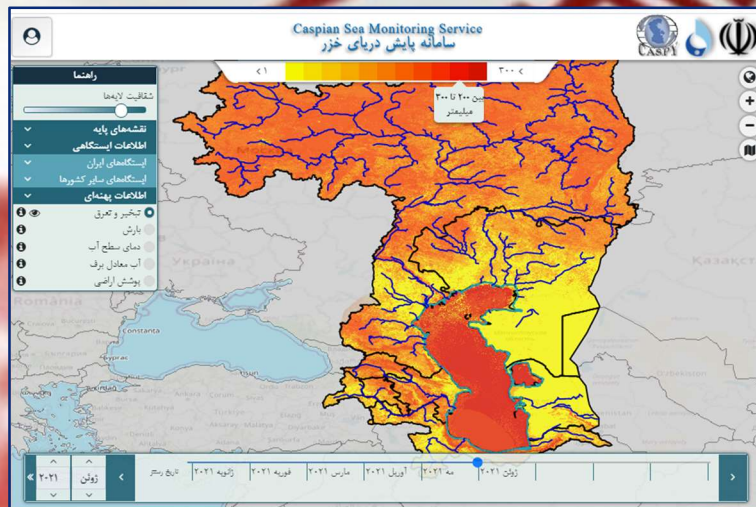 Caspian Sea Monitoring Service
سامانه پایش دریای خزر
CASPY
راهنما
شفافیت لایه‌ها
نقشه‌های پایه
اطلاعات ایستگاهی
ایستگاه‌های ایران
ایستگاه‌های سایر کشورها
اطلاعات پهنه‌ای
تبخیر و تعرق
بارش
دمای سطح آب
آب معادل برف
پوشش اراضی
< ۱
۳۰۰ >
بین ۲۰۰ تا ۳۰۰
میلیمتر
Україна
România
Constanta
Қазақст
تاریخ رستر
ژانویه ۲۰۲۱
فوریه ۲۰۲۱
مارس ۲۰۲۱
آوریل ۲۰۲۱
مه ۲۰۲۱
ژوئن ۲۰۲۱
۲۰۲۱
ژوئن